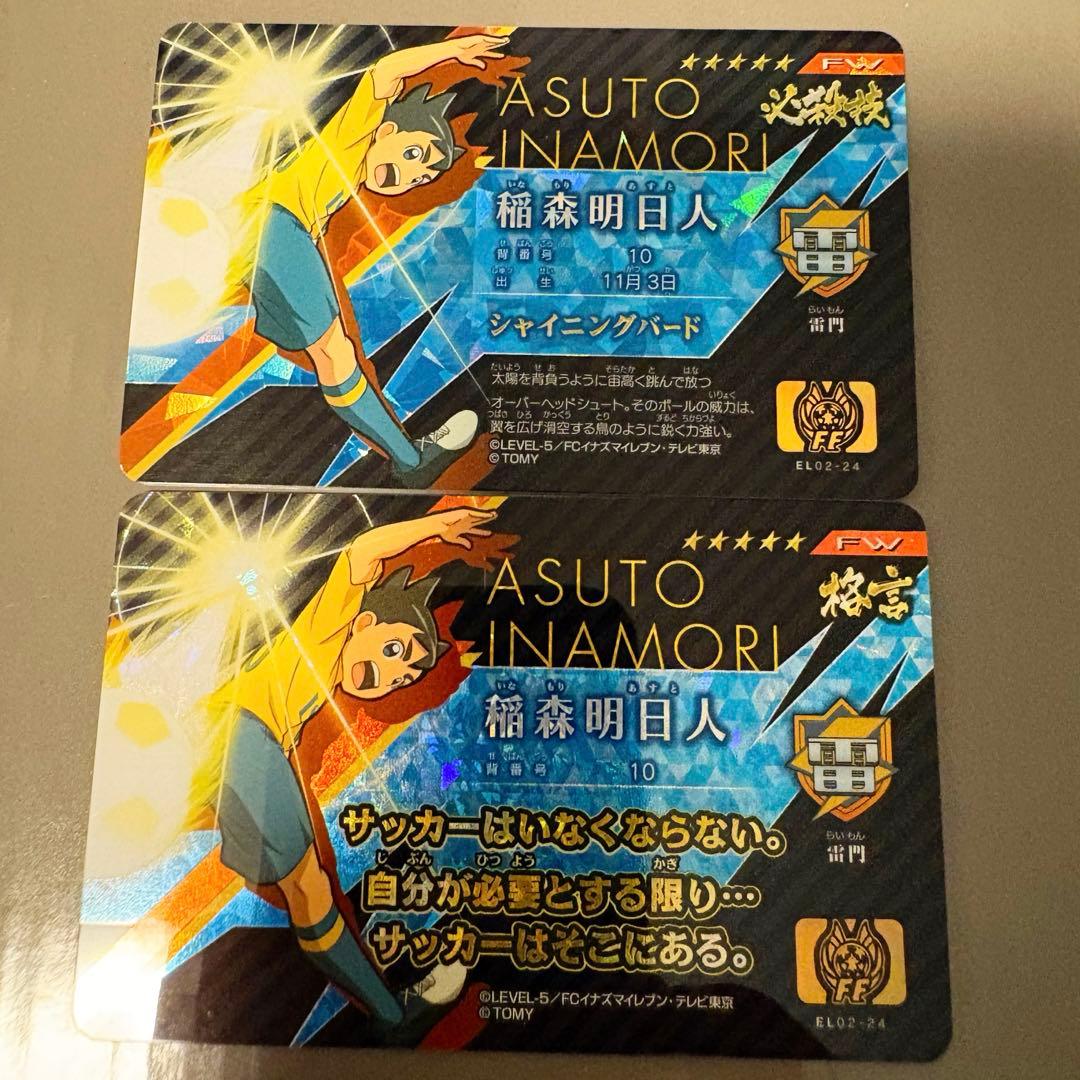 ★★★★★ FW
ASUTO
INAMORI
必殺技
いな もり あすと
稲森明日人
せ ばん ごう
背番号 10
しゅっ せい がつ か
出生 11月3日
シャイニングバード
らい もん
雷門
たいよう せ お そらたか と はな
太陽を背負うように宙高く跳んで放つ
いりょく
オーバーヘッドシュート。そのボールの威力は、
つばさ ひろ かっくう とり するど ちからづよ
翼を広げ滑空する鳥のように鋭く力強い。
©LEVEL-5/FCイナズマイレブン・テレビ東京
©TOMY
FF
EL02-24
★★★★★ FW
ASUTO
INAMORI
格言
いな もり あすと
稲森明日人
せ ばん ごう
背番号 10
らい もん
雷門
サッカーはいなくならない。
じ ぶん ひつ よう かぎ
自分が必要とする限り…
サッカーはそこにある。
©LEVEL-5/FCイナズマイレブン・テレビ東京
©TOMY
FF
EL02-24